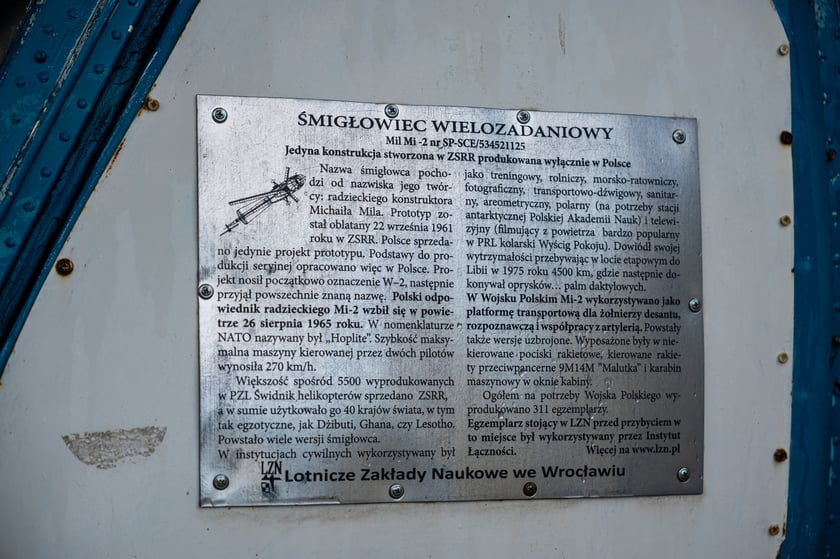 ŚMIGŁOWIEC WIELOZADANIOWY
Mil Mi -2 nr SP-SCE/534521125
Jedyna konstrukcja stworzona w ZSRR produkowana wyłącznie w Polsce
Nazwa śmigłowca pocho-
dzi od nazwiska jego twór-
cy: radzieckiego konstruktora
Michaiła Mila. Prototyp zo-
stał oblatany 22 września 1961
roku w ZSRR. Polsce sprzeda-
no jedynie projekt prototypu. Podstawy do pro-
dukcji seryjnej opracowano więc w Polsce. Pro-
jekt nosił początkowo oznaczenie W–2, następnie
przyjął powszechnie znaną nazwę. Polski odpo-
wiednik radzieckiego Mi-2 wzbił się w powie-
trze 26 sierpnia 1965 roku. W nomenklaturze
NATO nazywany był „Hoplite". Szybkość maksy-
malna maszyny kierowanej przez dwóch pilotów
wynosiła 270 km/h.
Większość spośród 5500 wyprodukowanych
w PZL Świdnik helikopterów sprzedano ZSRR,
a w sumie użytkowało go 40 krajów świata, w tym
tak egzotyczne, jak Dżibuti, Ghana, czy Lesotho.
Powstało wiele wersji śmigłowca.
W instytucjach cywilnych wykorzystywany był
jako treningowy, rolniczy, morsko-ratowniczy,
fotograficzny, transportowo-dźwigowy, sanitar-
ny, areometryczny, polarny (na potrzeby stacji
antarktycznej Polskiej Akademii Nauk) i telewi-
zyjny (filmujący z powietrza bardzo popularny
w PRL kolarski Wyścig Pokoju). Dowiódł swojej
wytrzymałości przebywając w locie etapowym do
Libii w 1975 roku 4500 km, gdzie następnie do-
konywał oprysków... palm daktylowych.
W Wojsku Polskim Mi-2 wykorzystywano jako
platformę transportową dla żołnierzy desantu,
rozpoznawczą i współpracy z artylerią. Powstały
także wersje uzbrojone. Wyposażone były w nie-
kierowane pociski rakietowe, kierowane rakie-
ty przeciwpancerne 9M14M "Malutka" i karabin
maszynowy w oknie kabiny.
Ogółem na potrzeby Wojska Polskiego wy-
produkowano 311 egzemplarzy.
Egzemplarz stojący w LZN przed przybyciem w
to miejsce był wykorzystywany przez Instytut
Łączności. Więcej na www.lzn.pl
LZN Lotnicze Zakłady Naukowe we Wrocławiu